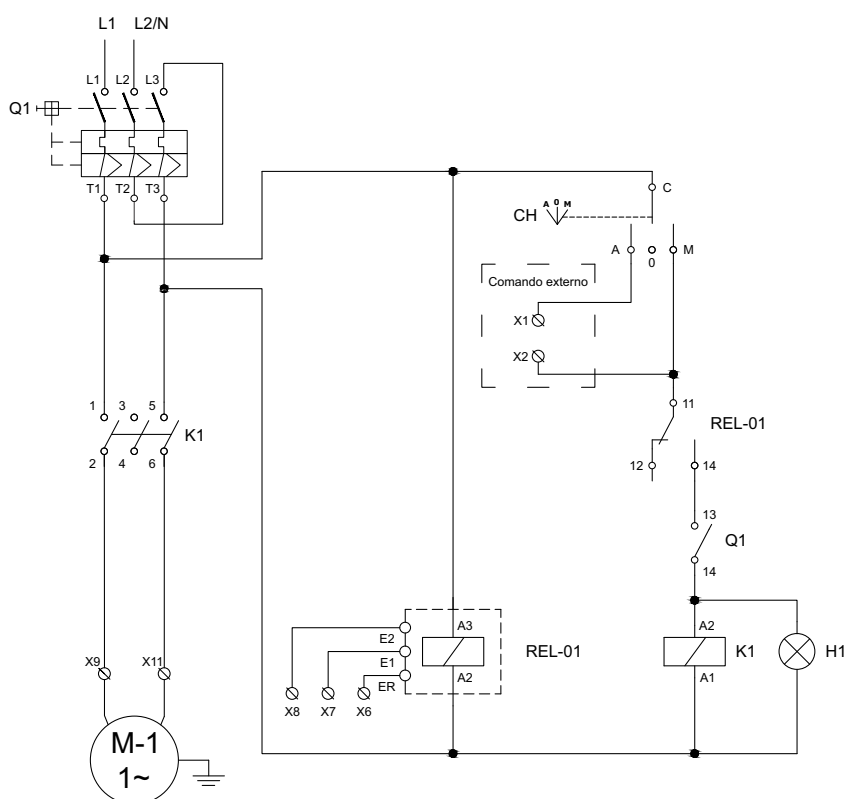 L1 L2/N
L1 L2 L3
Q1
T1 T2 T3
C
CH A 0 M
A 0 M
Comando externo
X1
X2
1 3 5
K1
2 4 6
11
REL-01
12 14
13
Q1
14
X9 X11
E2 A3
E1 REL-01
ER A2
X8 X7 X6
A2
K1 H1
A1
M-1
1~